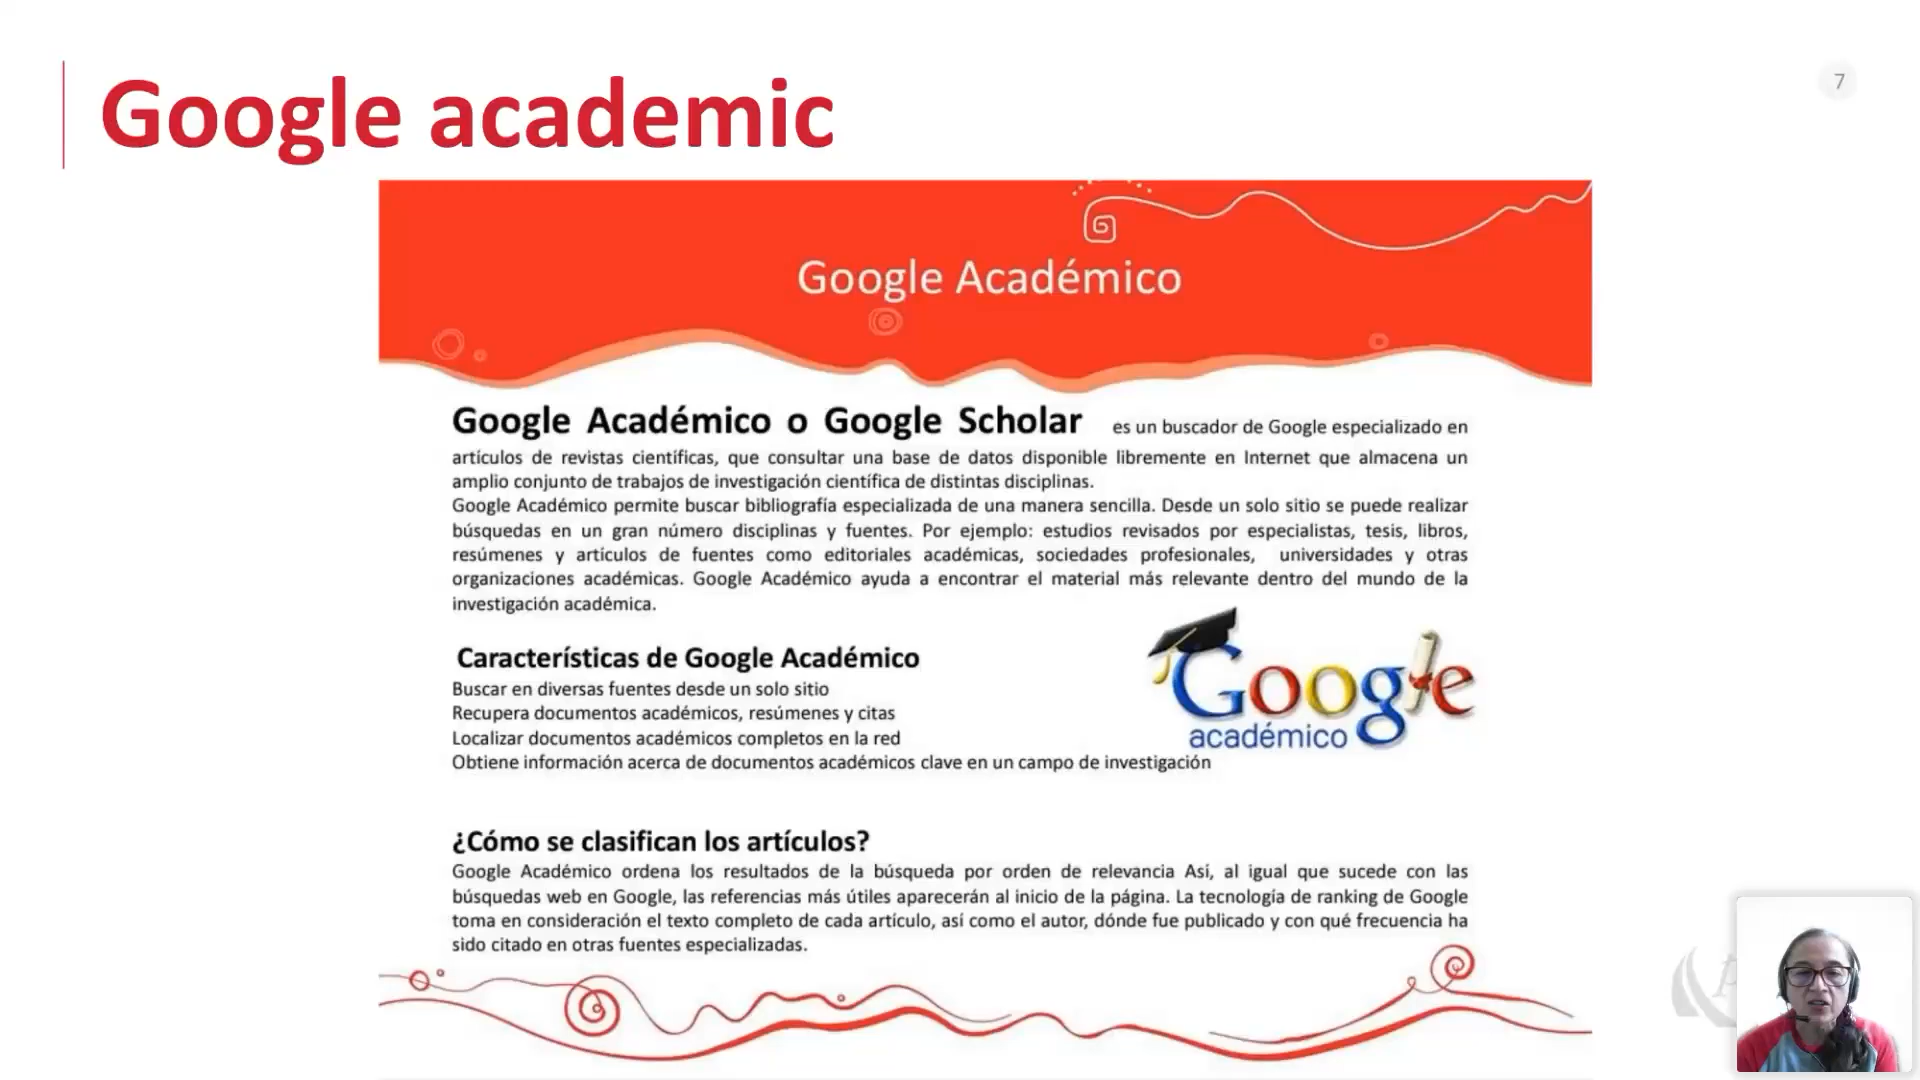 7
Google academic
Google Académico
Google Académico o Google Scholar es un buscador de Google especializado en
artículos de revistas científicas, que consultar una base de datos disponible libremente en Internet que almacena un
amplio conjunto de trabajos de investigación científica de distintas disciplinas.
Google Académico permite buscar bibliografía especializada de una manera sencilla. Desde un solo sitio se puede realizar
búsquedas en un gran número disciplinas y fuentes. Por ejemplo: estudios revisados por especialistas, tesis, libros,
resúmenes y artículos de fuentes como editoriales académicas, sociedades profesionales, universidades y otras
organizaciones académicas. Google Académico ayuda a encontrar el material más relevante dentro del mundo de la
investigación académica.
Características de Google Académico
Buscar en diversas fuentes desde un solo sitio
Recupera documentos académicos, resúmenes y citas
Localizar documentos académicos completos en la red
Obtiene información acerca de documentos académicos clave en un campo de investigación
Google
académico
¿Cómo se clasifican los artículos?
Google Académico ordena los resultados de la búsqueda por orden de relevancia Así, al igual que sucede con las
búsquedas web en Google, las referencias más útiles aparecerán al inicio de la página. La tecnología de ranking de Google
toma en consideración el texto completo de cada artículo, así como el autor, dónde fue publicado y con qué frecuencia ha
sido citado en otras fuentes especializadas.